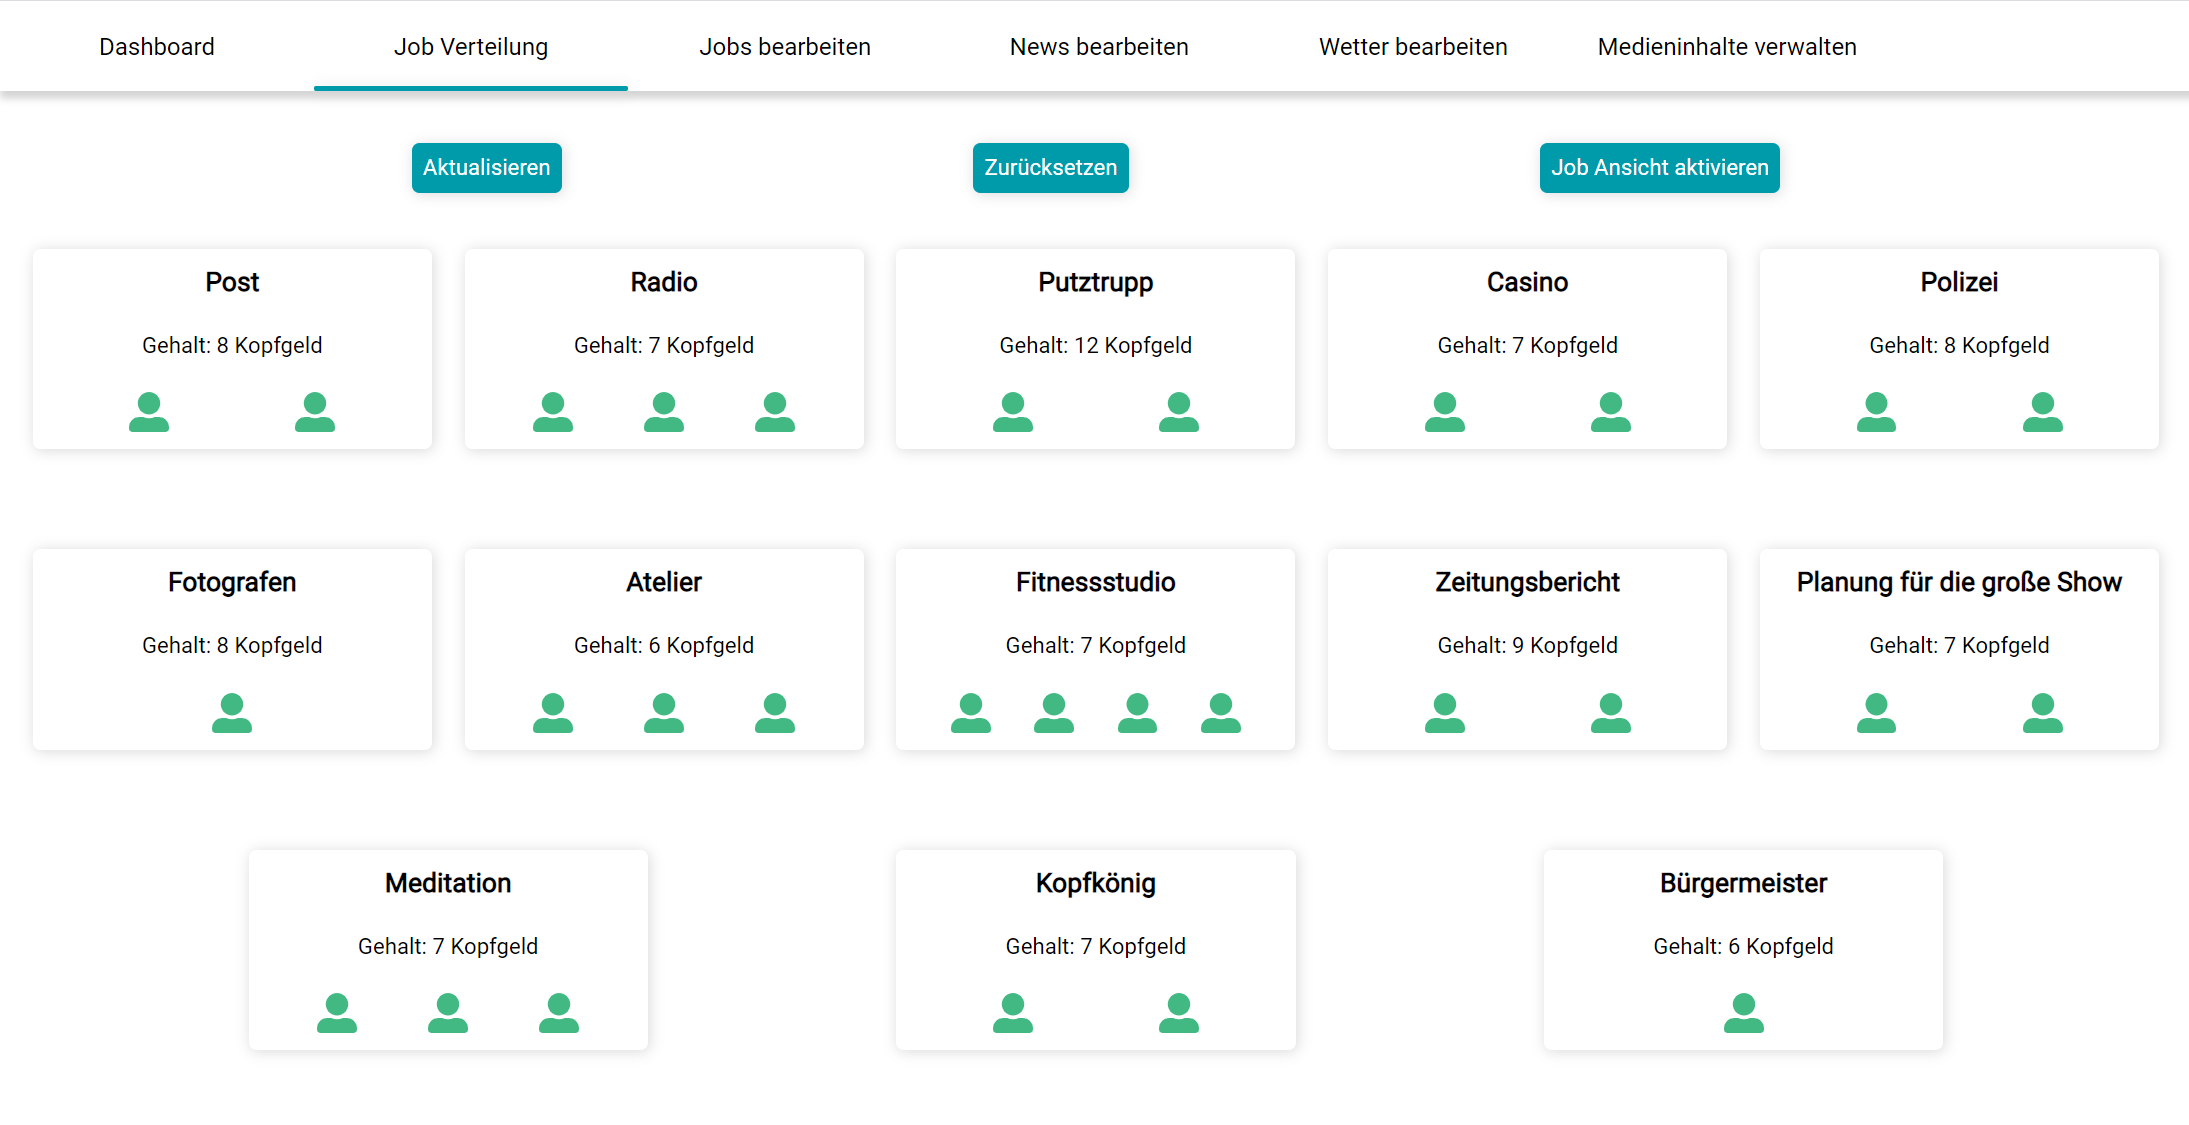 Dashboard
Job Verteilung
Jobs bearbeiten
News bearbeiten
Wetter bearbeiten
Medieninhalte verwalten
Aktualisieren
Zurücksetzen
Job Ansicht aktivieren
Post
Gehalt: 8 Kopfgeld
Radio
Gehalt: 7 Kopfgeld
Putztrupp
Gehalt: 12 Kopfgeld
Casino
Gehalt: 7 Kopfgeld
Polizei
Gehalt: 8 Kopfgeld
Fotografen
Gehalt: 8 Kopfgeld
Atelier
Gehalt: 6 Kopfgeld
Fitnessstudio
Gehalt: 7 Kopfgeld
Zeitungsbericht
Gehalt: 9 Kopfgeld
Planung für die große Show
Gehalt: 7 Kopfgeld
Meditation
Gehalt: 7 Kopfgeld
Kopfkönig
Gehalt: 7 Kopfgeld
Bürgermeister
Gehalt: 6 Kopfgeld